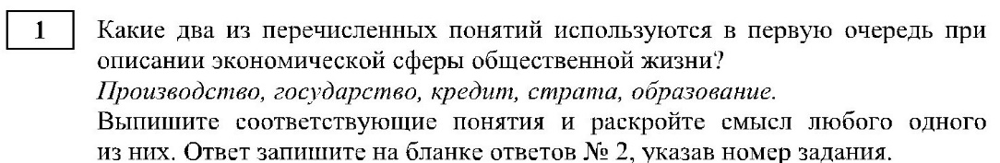 1
Какие два из перечисленных понятий используются в первую очередь при
описании экономической сферы общественной жизни?
Производство, государство, кредит, страта, образование.
Выпишите соответствующие понятия и раскройте смысл любого одного
из них. Ответ запишите на бланке ответов № 2, указав номер задания.